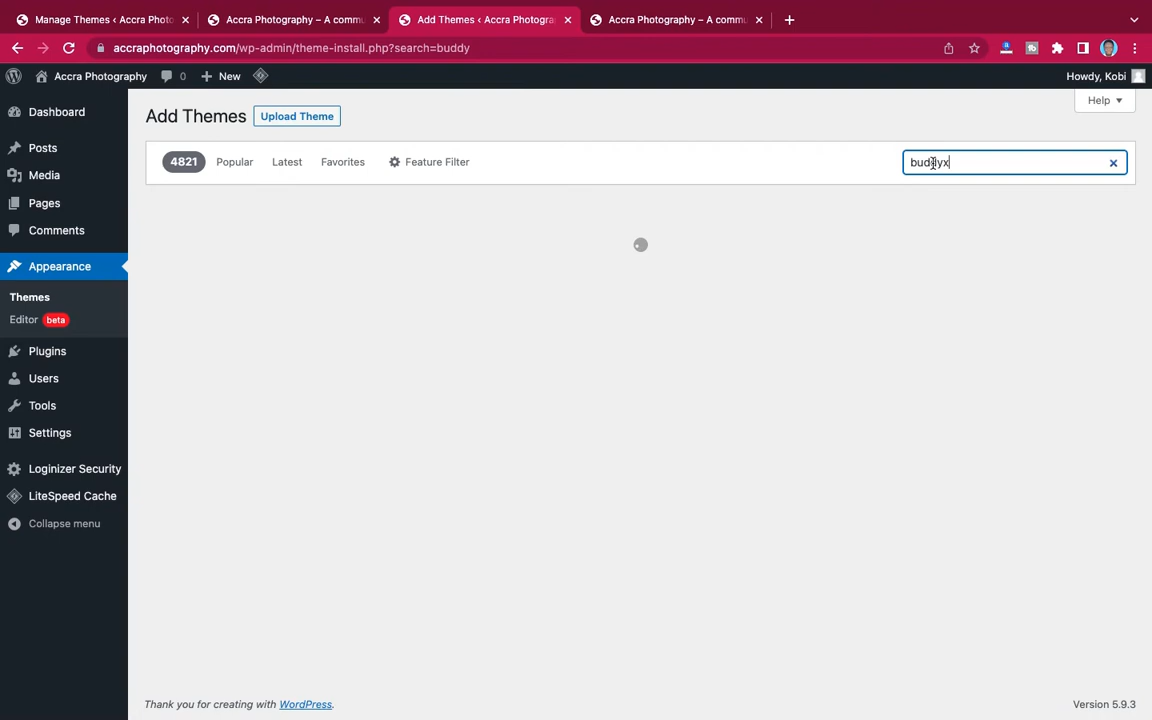 Manage Themes ‹ Accra Photo
Accra Photography – A commu
Add Themes ‹ Accra Photogra
Accra Photography – A commu
accraphotography.com/wp-admin/theme-install.php?search=buddy
Accra Photography
0
New
Howdy, Kobi
Dashboard
Posts
Media
Pages
Comments
Appearance
Themes
Editor beta
Plugins
Users
Tools
Settings
Loginizer Security
LiteSpeed Cache
Collapse menu
Help
Add Themes
Upload Theme
4821 Popular Latest Favorites Feature Filter
buddyx
Thank you for creating with WordPress.
Version 5.9.3